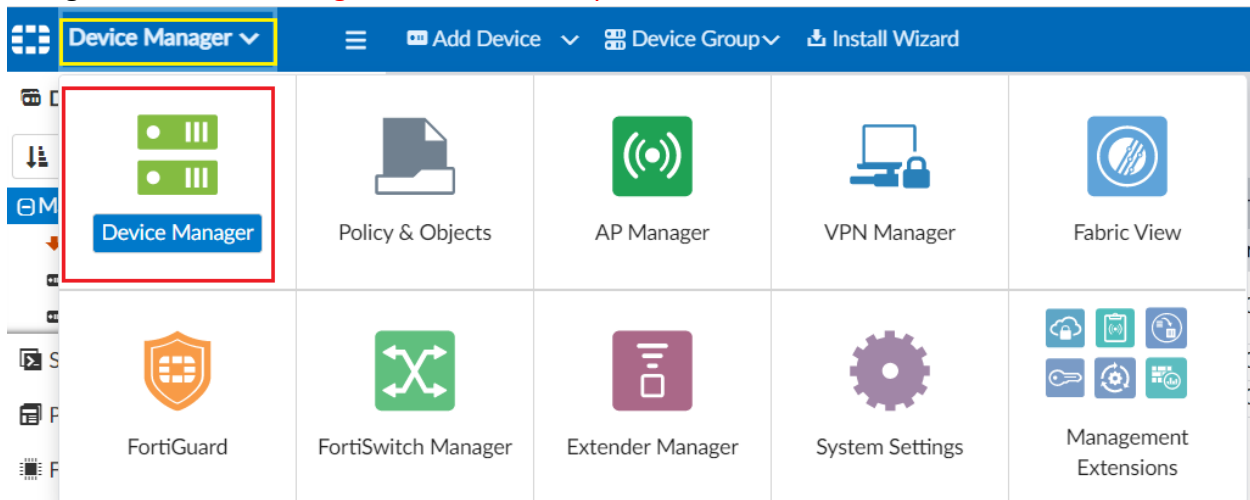 Device Manager
Add Device
Device Group
Install Wizard
Device Manager
Policy & Objects
AP Manager
VPN Manager
Fabric View
FortiGuard
FortiSwitch Manager
Extender Manager
System Settings
Management
Extensions